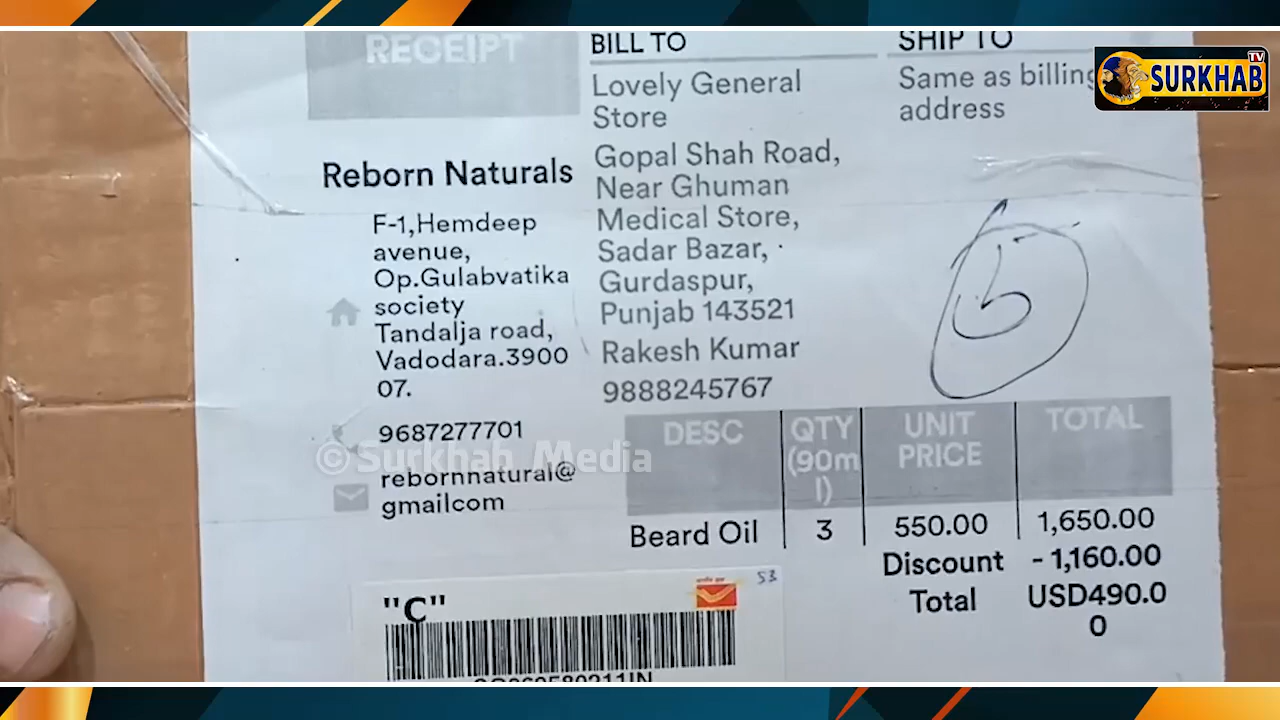 RECEIPT
BILL TO
SHIP TO
Lovely General
Store
Same as billing
address
SURKHAB
TV
Reborn Naturals
F-1,Hemdeep
avenue,
Op.Gulabvatika
society
Tandalja road,
Vadodara.3900
07.
9687277701
rebornnatural@
gmailcom
Gopal Shah Road,
Near Ghuman
Medical Store,
Sadar Bazar,
Gurdaspur,
Punjab 143521
Rakesh Kumar
9888245767
© Surkhab Media
DESC
QTY
(90m
l)
UNIT
PRICE
TOTAL
Beard Oil 3 550.00 1,650.00
Discount - 1,160.00
Total USD490.0
0
53
"C"